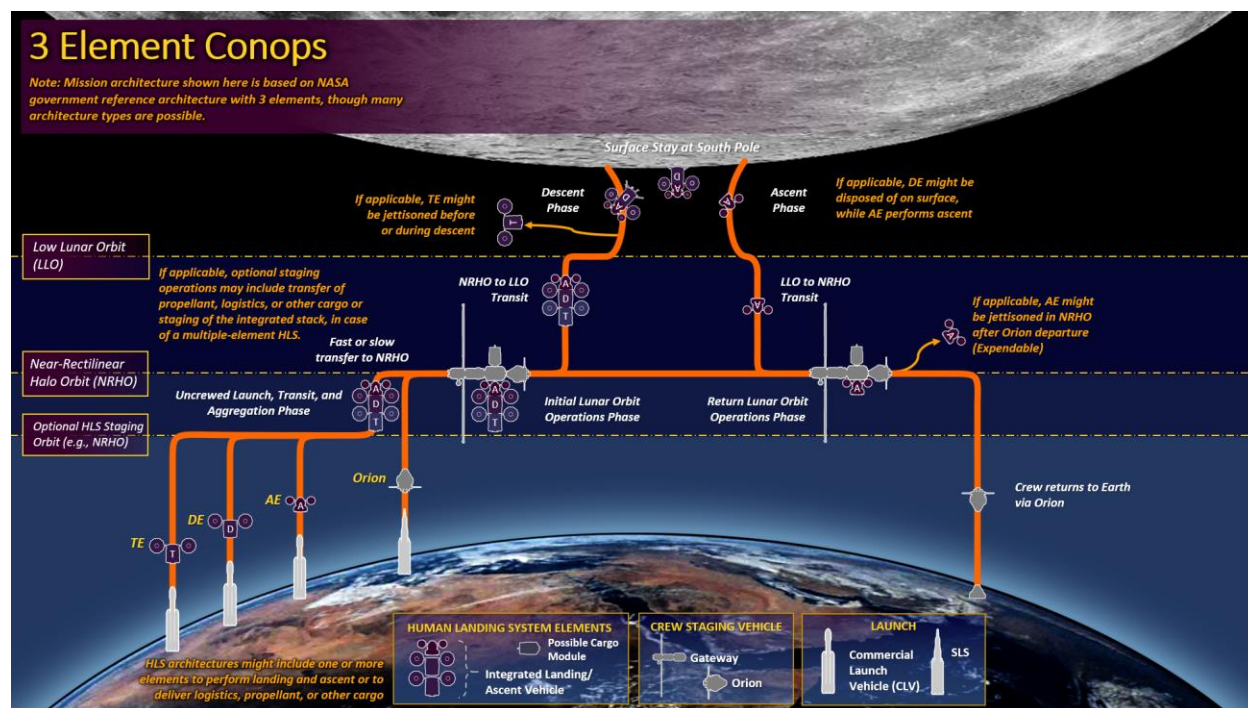 3 Element Conops
Note: Mission architecture shown here is based on NASA
government reference architecture with 3 elements, though many
architecture types are possible.
Surface Stay at South Pole
Descent
Phase
D
A
D
A
Ascent
Phase
A
If applicable, DE might be
disposed of on surface,
while AE performs ascent
If applicable, TE might
be jettisoned before
or during descent
T
Low Lunar Orbit
(LLO)
If applicable, optional staging
operations may include transfer of
propellant, logistics, or other cargo or
staging of the integrated stack, in case
of a multiple-element HLS.
NRHO to LLO
Transit
A
D
T
LLO to NRHO
Transit
A
If applicable, AE might
be jettisoned in NRHO
after Orion departure
(Expendable)
A
Fast or slow
transfer to NRHO
Near-Rectilinear
Halo Orbit (NRHO)
Uncrewed Launch, Transit, and
Aggregation Phase
A
D
T
A
D
T
Initial Lunar Orbit
Operations Phase
Return Lunar Orbit
Operations Phase
A
Optional HLS Staging
Orbit (e.g., NRHO)
TE
T
DE
D
AE
A
Orion
Crew returns to Earth
via Orion
HLS architectures might include one or more
elements to perform landing and ascent or to
deliver logistics, propellant, or other cargo
HUMAN LANDING SYSTEM ELEMENTS
Possible Cargo
Module
Integrated Landing/
Ascent Vehicle
CREW STAGING VEHICLE
Gateway
Orion
LAUNCH
Commercial
Launch
Vehicle (CLV)
SLS